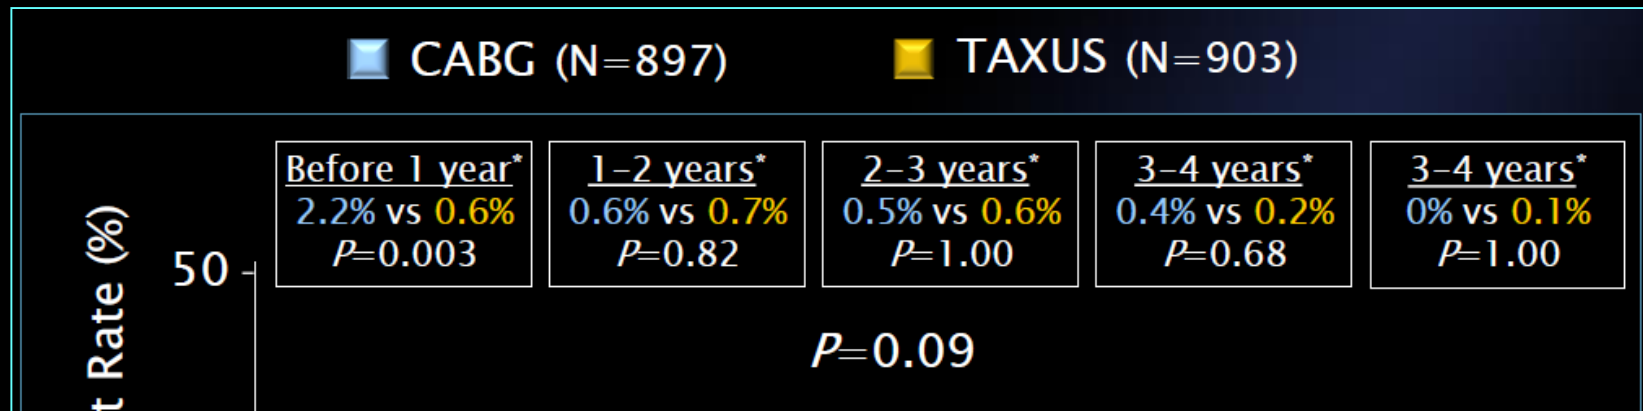 CABG (N=897)
TAXUS (N=903)
Before 1 year*
2.2% vs 0.6%
P=0.003
1-2 years*
0.6% vs 0.7%
P=0.82
2-3 years*
0.5% vs 0.6%
P=1.00
3-4 years*
0.4% vs 0.2%
P=0.68
3-4 years*
0% vs 0.1%
P=1.00
50
P=0.09
t Rate (%)